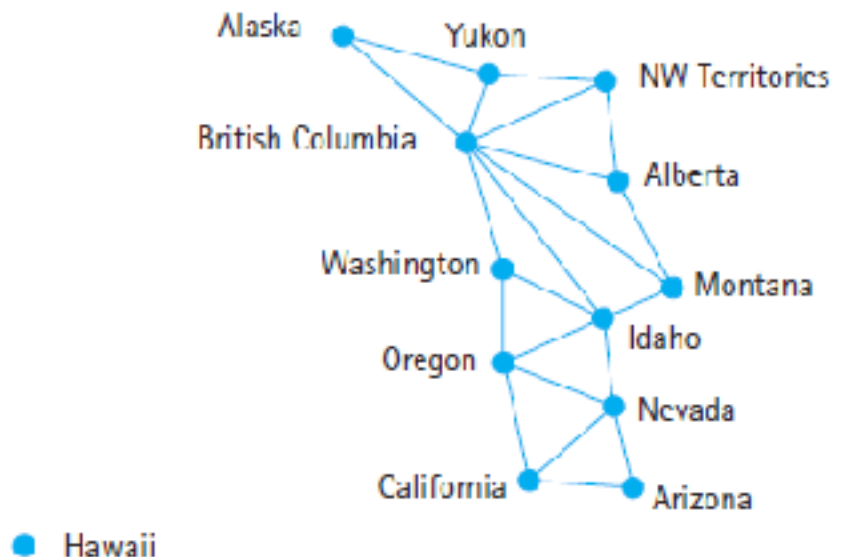 Alaska
Yukon
NW Territories
British Columbia
Alberta
Washington
Montana
Idaho
Oregon
Nevada
California
Arizona
Hawaii